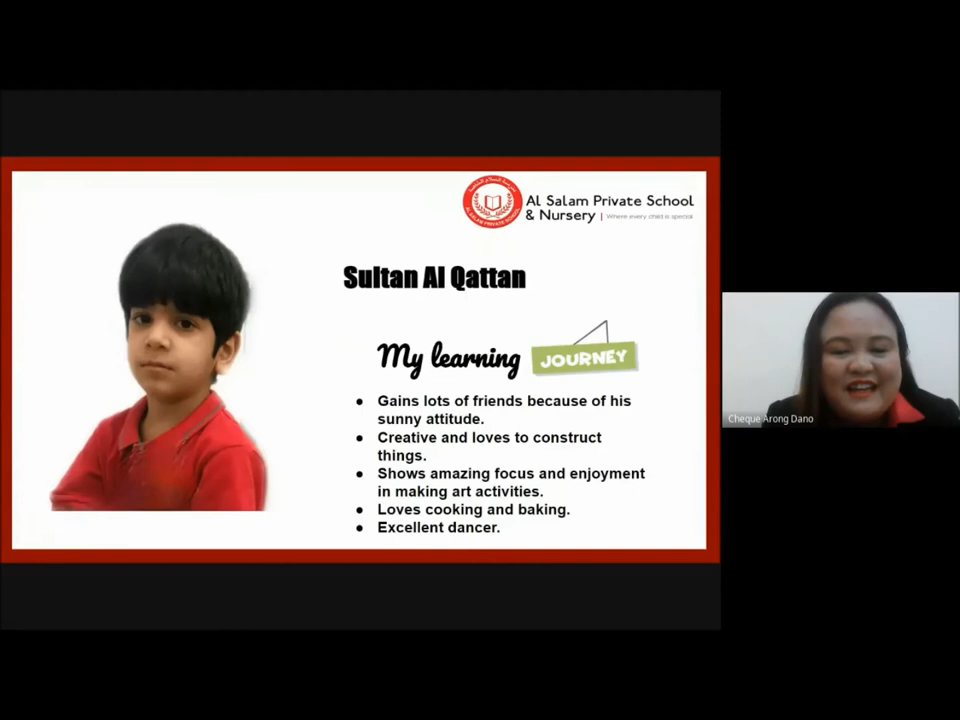 Al Salam Private School
& Nursery | Where every child is special
Sultan Al Qattan
My learning JOURNEY
Gains lots of friends because of his
sunny attitude.
Creative and loves to construct
things.
Shows amazing focus and enjoyment
in making art activities.
Loves cooking and baking.
Excellent dancer.
Cheque Arong Dano